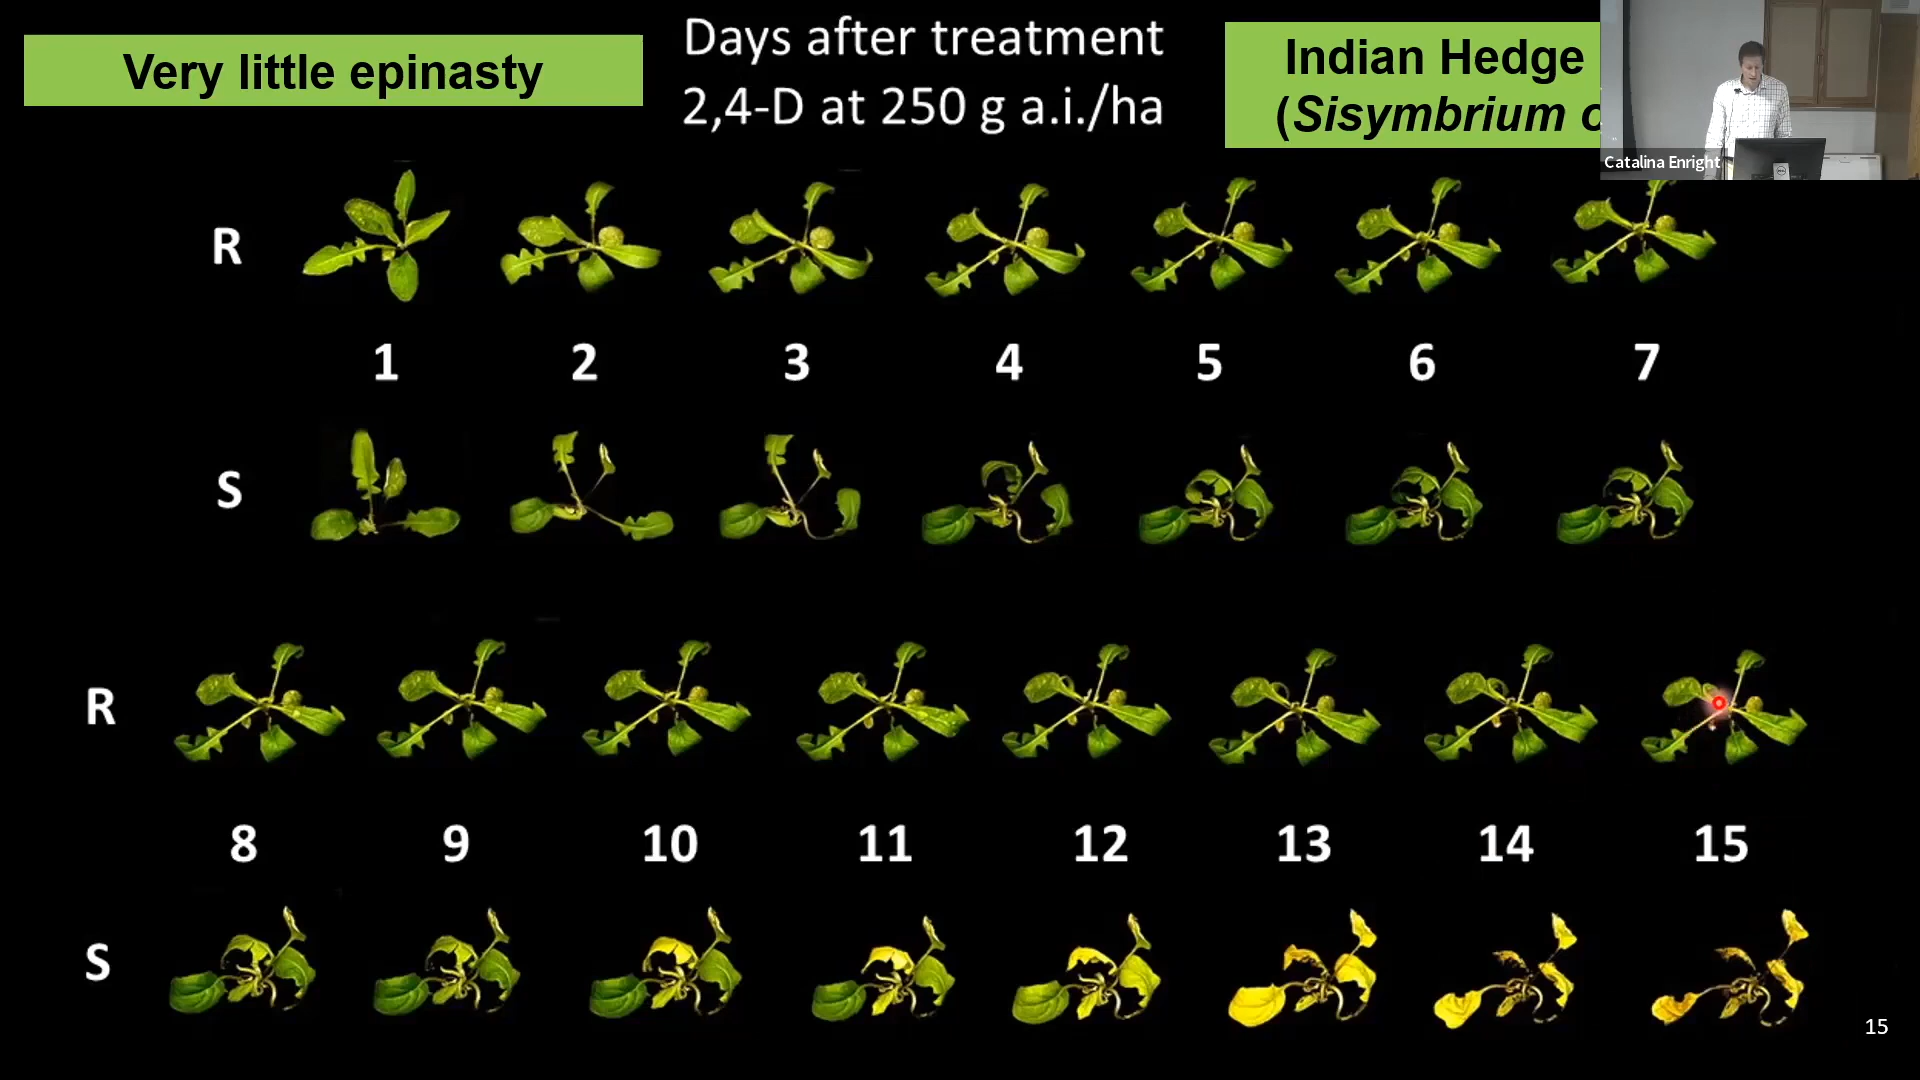 Very little epinasty
Days after treatment
2,4-D at 250 g a.i./ha
Indian Hedge
(Sisymbrium
Catalina Enright
R
1 2 3 4 5 6 7
S
R
8 9 10 11 12 13 14 15
S
15